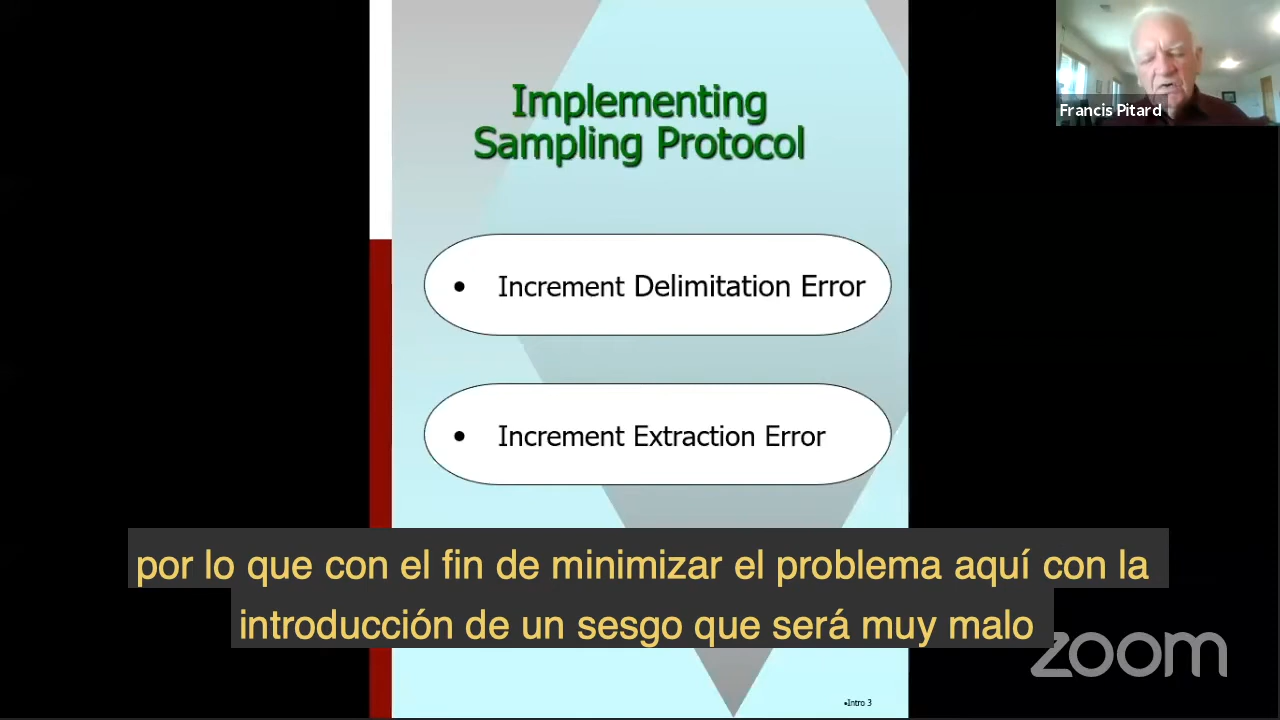 Implementing
Sampling Protocol
Francis Pitard
• Increment Delimitation Error
• Increment Extraction Error
por lo que con el fin de minimizar el problema aquí con la
introducción de un sesgo que será muy malo
zoom
•Intro 3